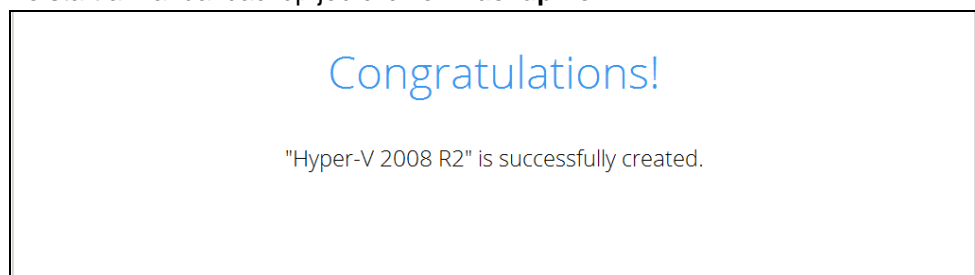 Congratulations!
"Hyper-V 2008 R2" is successfully created.